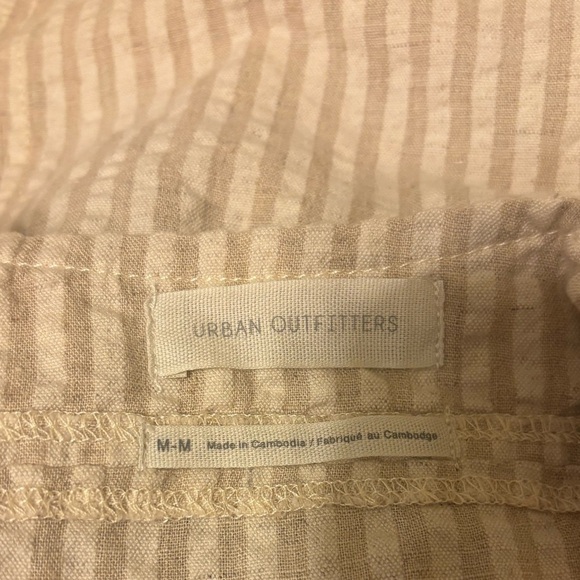 URBAN OUTFITTERS
M-M Made in Cambodia / Fabriqué au Cambodge